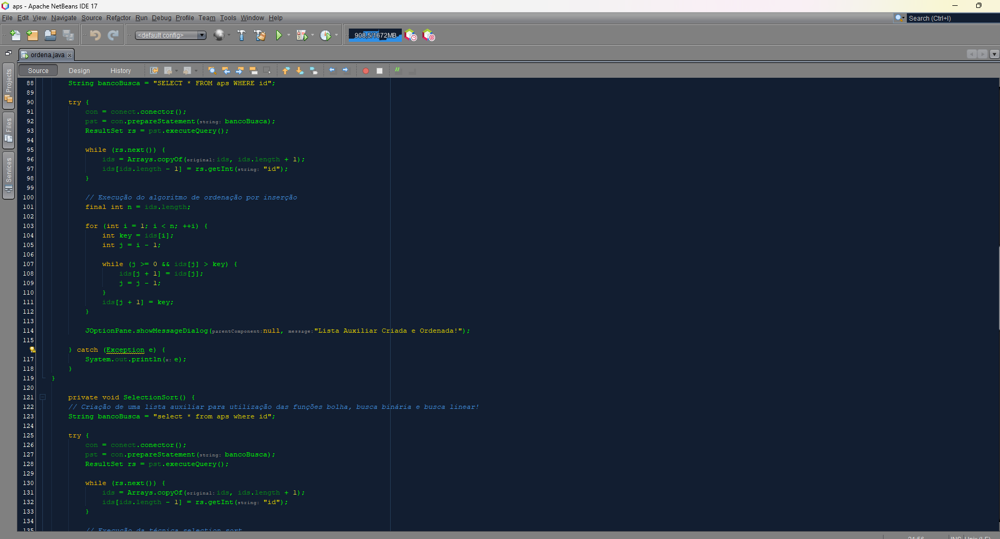 aps - Apache NetBeans IDE 17
File Edit View Navigate Source Refactor Run Debug Profile Team Tools Window Help
Search (Ctrl+I)
<default config>
908,5/1672MB
ordena.java
Source Design History
Projects
Files
Services
88 String bancoBusca = "SELECT * FROM aps WHERE id";
89
90 try {
91 con = conect.conector();
92 pst = con.prepareStatement(string: bancoBusca);
93 ResultSet rs = pst.executeQuery();
94
95 while (rs.next()) {
96 ids = Arrays.copyOf(original: ids, ids.length + 1);
97 ids[ids.length - 1] = rs.getInt(string: "id");
98 }
99
100 // Execução do algoritmo de ordenação por inserção
101 final int n = ids.length;
102
103 for (int i = 1; i < n; ++i) {
104 int key = ids[i];
105 int j = i - 1;
106
107 while (j >= 0 && ids[j] > key) {
108 ids[j + 1] = ids[j];
109 j = j - 1;
110 }
111 ids[j + 1] = key;
112 }
113
114 JOptionPane.showMessageDialog(parentComponent: null, message: "Lista Auxiliar Criada e Ordenada!");
115
} catch (Exception e) {
117 System.out.println(x: e);
118 }
119 }
120
121 private void SelectionSort() {
122 // Criação de uma lista auxiliar para utilização das funções bolha, busca binária e busca linear!
123 String bancoBusca = "select * from aps where id";
124
125 try {
126 con = conect.conector();
127 pst = con.prepareStatement(string: bancoBusca);
128 ResultSet rs = pst.executeQuery();
129
130 while (rs.next()) {
131 ids = Arrays.copyOf(original: ids, ids.length + 1);
132 ids[ids.length - 1] = rs.getInt(string: "id");
133 }
134
135 // Execução da técnica selection sort
21:56 INS Unix (LF)